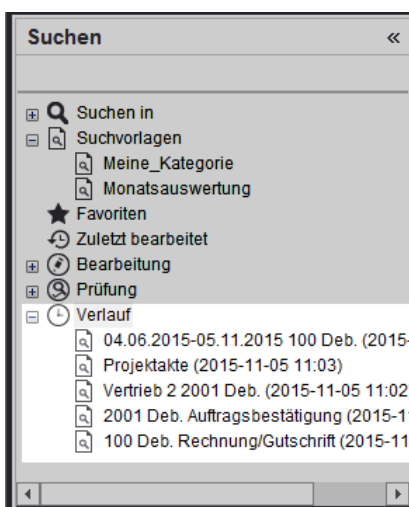 Suchen «
Suchen in
Suchvorlagen
Meine_Kategorie
Monatsauswertung
Favoriten
Zuletzt bearbeitet
Bearbeitung
Prüfung
Verlauf
04.06.2015-05.11.2015 100 Deb. (2015-
Projektakte (2015-11-05 11:03)
Vertrieb 2 2001 Deb. (2015-11-05 11:02
2001 Deb. Auftragsbestätigung (2015-1
100 Deb. Rechnung/Gutschrift (2015-11